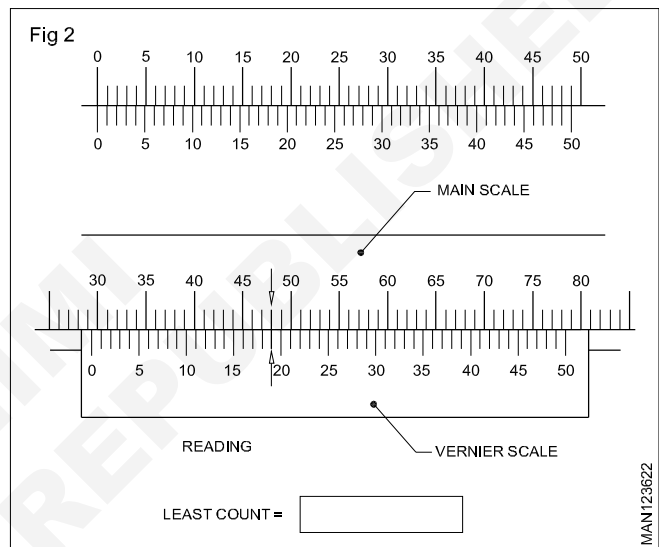 Fig 2
0 5 10 15 20 25 30 35 40 45 50
0 5 10 15 20 25 30 35 40 45 50
MAIN SCALE
30 35 40 45 50 55 60 65 70 75 80
0 5 10 15 20 25 30 35 40 45 50
READING
VERNIER SCALE
LEAST COUNT =
MAN123622